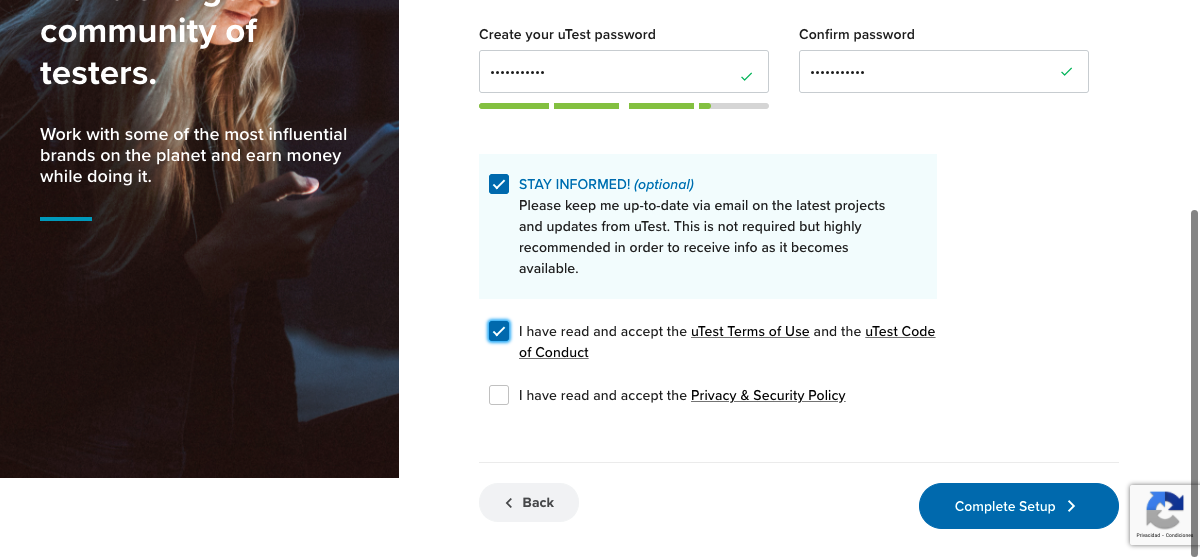 community of
testers.
Work with some of the most influential
brands on the planet and earn money
while doing it.
Create your uTest password
Confirm password
•••••••••••
•••••••••••
STAY INFORMED! (optional)
Please keep me up-to-date via email on the latest projects
and updates from uTest. This is not required but highly
recommended in order to receive info as it becomes
available.
I have read and accept the uTest Terms of Use and the uTest Code
of Conduct
I have read and accept the Privacy & Security Policy
Back
Complete Setup
Privacidad - Condiciones